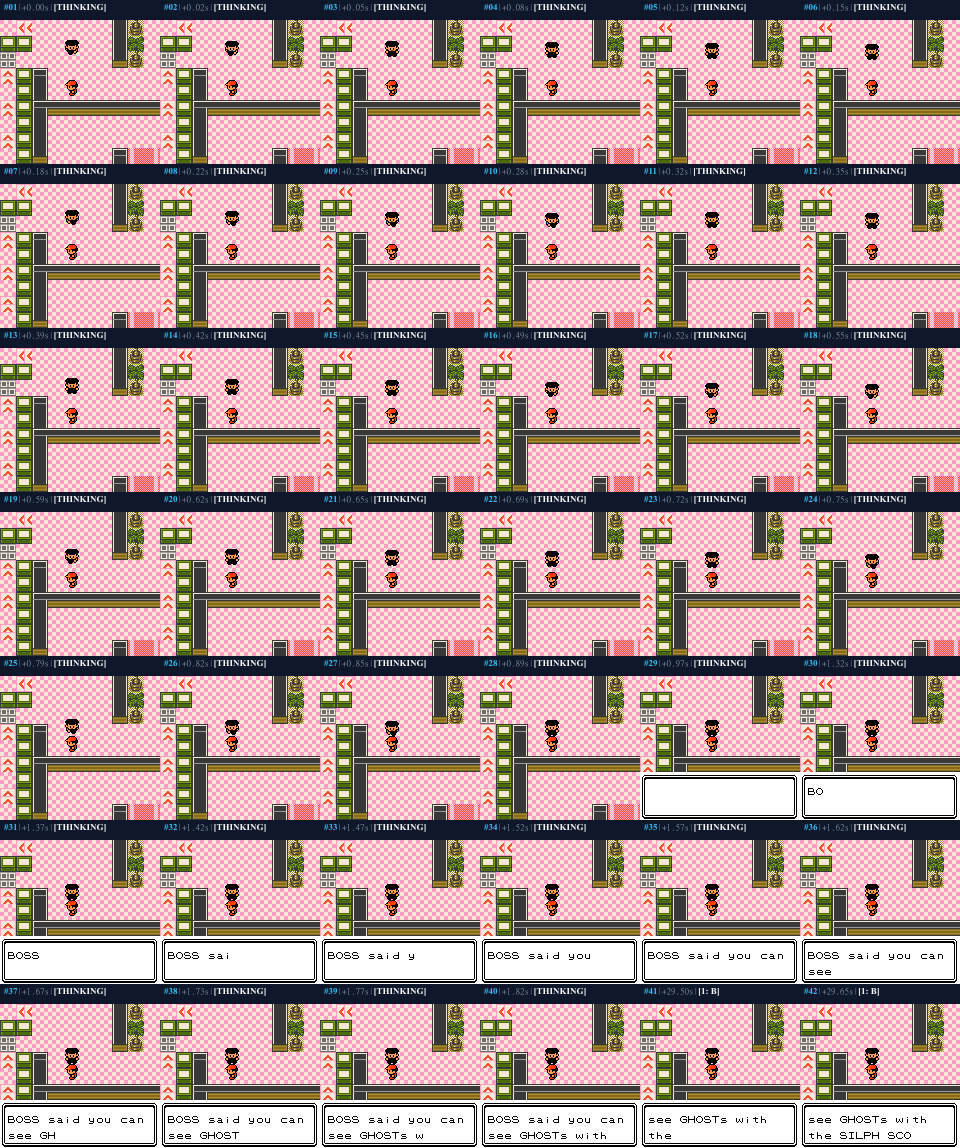 #01|+0.00s|[THINKING] #02|+0.02s|[THINKING] #03|+0.05s|[THINKING] #04|+0.08s|[THINKING] #05|+0.12s|[THINKING] #06|+0.15s|[THINKING]
#07|+0.18s|[THINKING] #08|+0.22s|[THINKING] #09|+0.25s|[THINKING] #10|+0.28s|[THINKING] #11|+0.32s|[THINKING] #12|+0.35s|[THINKING]
#13|+0.39s|[THINKING] #14|+0.42s|[THINKING] #15|+0.45s|[THINKING] #16|+0.49s|[THINKING] #17|+0.52s|[THINKING] #18|+0.55s|[THINKING]
#19|+0.59s|[THINKING] #20|+0.62s|[THINKING] #21|+0.65s|[THINKING] #22|+0.69s|[THINKING] #23|+0.72s|[THINKING] #24|+0.75s|[THINKING]
#25|+0.79s|[THINKING] #26|+0.82s|[THINKING] #27|+0.85s|[THINKING] #28|+0.89s|[THINKING] #29|+0.97s|[THINKING] #30|+1.32s|[THINKING]
BO
#31|+1.37s|[THINKING] #32|+1.42s|[THINKING] #33|+1.47s|[THINKING] #34|+1.52s|[THINKING] #35|+1.57s|[THINKING] #36|+1.62s|[THINKING]
BOSS
BOSS sai
BOSS said y
BOSS said you
BOSS said you can
BOSS said you can
see
#37|+1.67s|[THINKING] #38|+1.73s|[THINKING] #39|+1.77s|[THINKING] #40|+1.82s|[THINKING] #41|+29.50s|[1: B] #42|+29.65s|[1: B]
BOSS said you can
see GH
BOSS said you can
see GHOST
BOSS said you can
see GHOSTs w
BOSS said you can
see GHOSTs with
see GHOSTs with
the
see GHOSTs with
the SILPH SCO